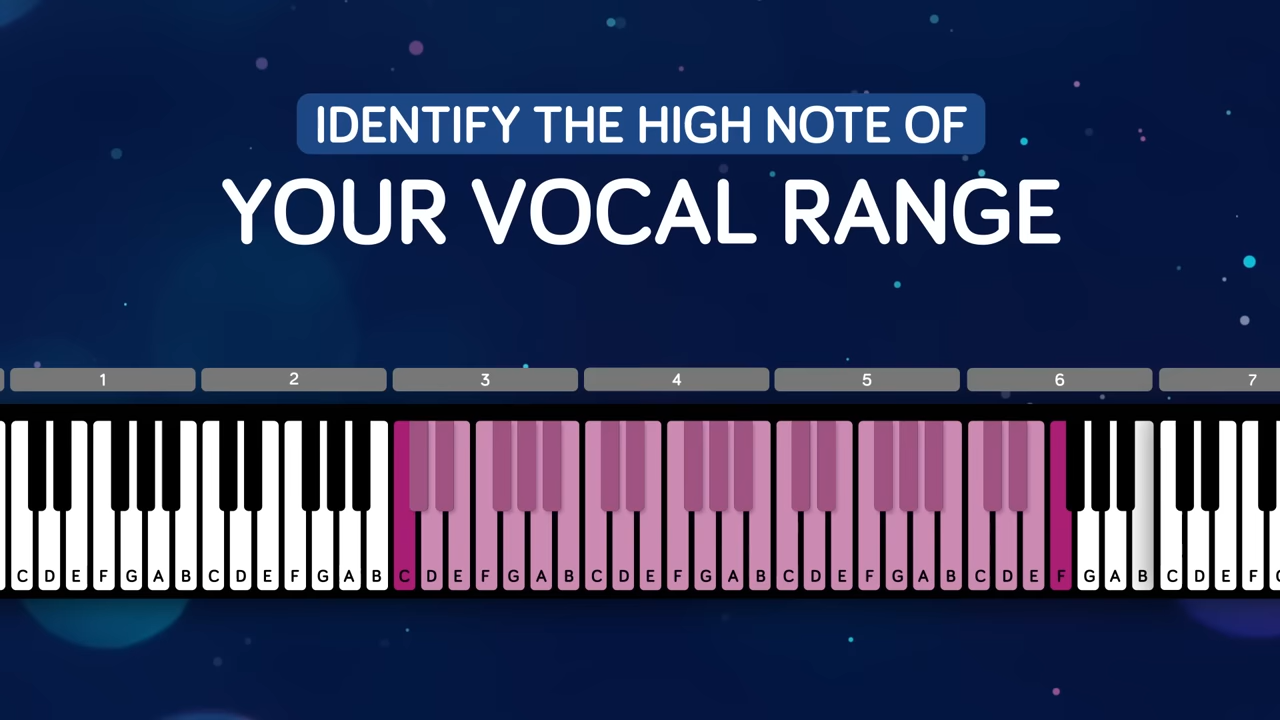 IDENTIFY THE HIGH NOTE OF
YOUR VOCAL RANGE
1 2 3 4 5 6 7
C D E F G A B C D E F G A B C D E F G A B C D E F G A B C D E F G A B C D E F G A B C D E F